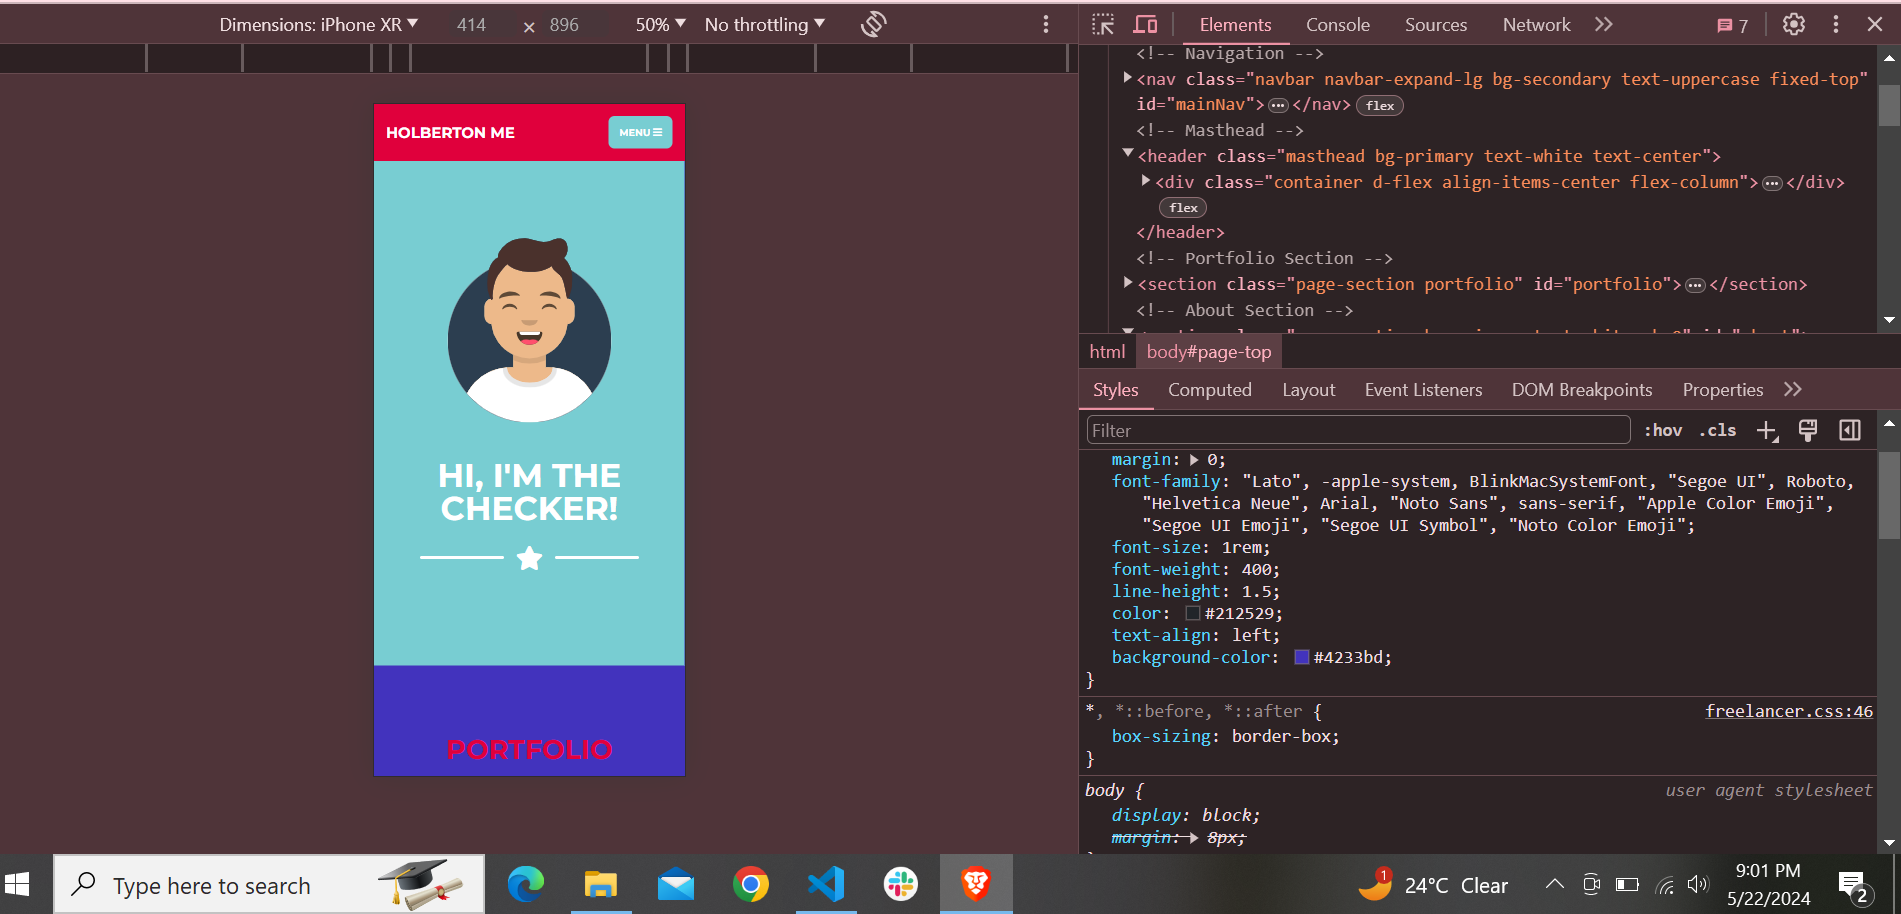 Dimensions: iPhone XR 414 × 896 50% No throttling
Elements Console Sources Network 7
HOLBERTON ME
MENU
HI, I'M THE
CHECKER!
PORTFOLIO
<!-- Navigation -->
<nav class="navbar navbar-expand-lg bg-secondary text-uppercase fixed-top"
id="mainNav">…</nav> flex
<!-- Masthead -->
<header class="masthead bg-primary text-white text-center">
<div class="container d-flex align-items-center flex-column">…</div>
flex
</header>
<!-- Portfolio Section -->
<section class="page-section portfolio" id="portfolio">…</section>
<!-- About Section -->
html body#page-top
Styles Computed Layout Event Listeners DOM Breakpoints Properties
Filter :hov .cls
margin: 0;
font-family: "Lato", -apple-system, BlinkMacSystemFont, "Segoe UI", Roboto,
"Helvetica Neue", Arial, "Noto Sans", sans-serif, "Apple Color Emoji",
"Segoe UI Emoji", "Segoe UI Symbol", "Noto Color Emoji";
font-size: 1rem;
font-weight: 400;
line-height: 1.5;
color: #212529;
text-align: left;
background-color: #4233bd;
}
*, *::before, *::after { freelancer.css:46
box-sizing: border-box;
}
body { user agent stylesheet
display: block;
margin: 8px;
Type here to search
1
24°C Clear
9:01 PM
5/22/2024
2